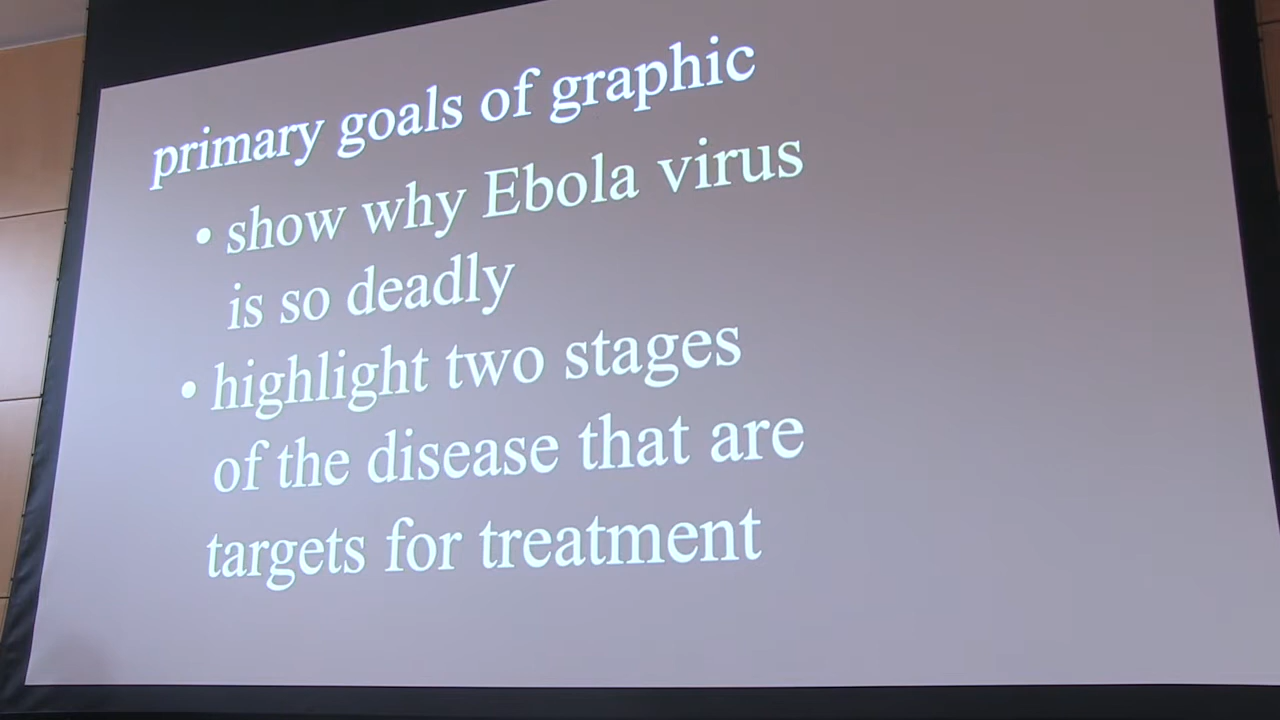 primary goals of graphic
• show why Ebola virus
is so deadly
• highlight two stages
of the disease that are
targets for treatment